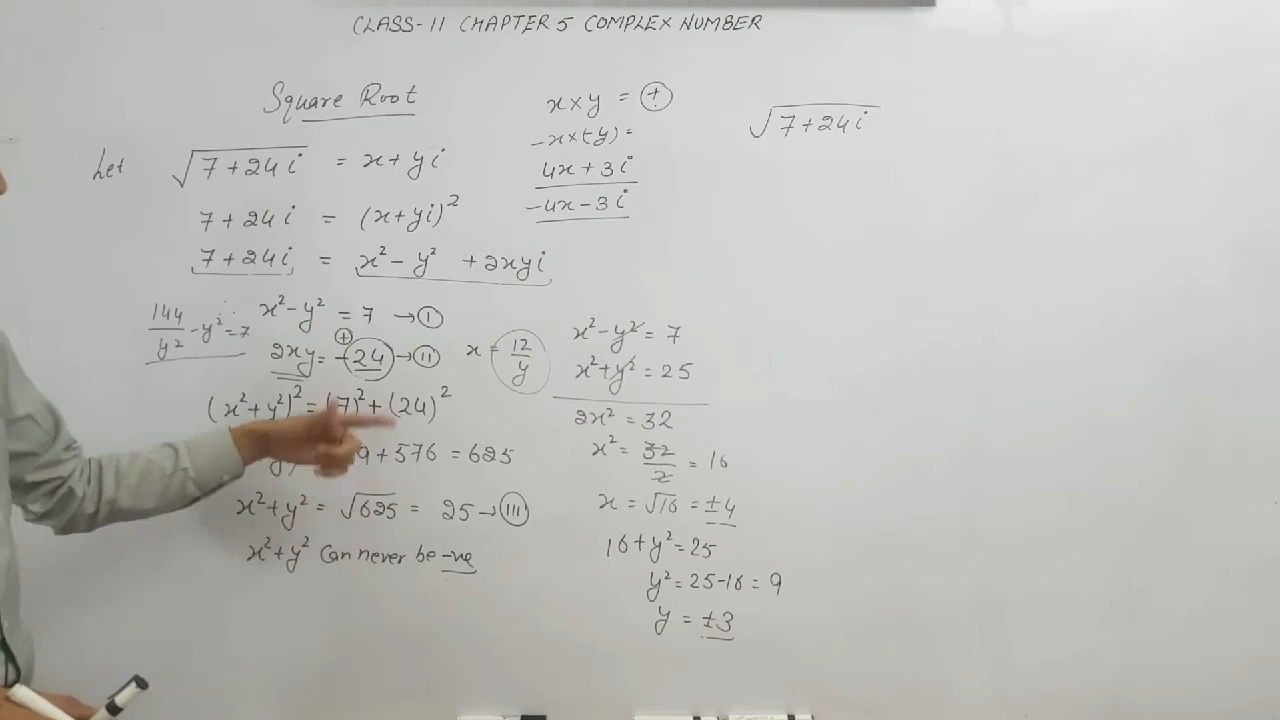 CLASS-11 CHAPTER 5 COMPLEX NUMBER
Square Root
Let √(7+24i) = x+yi
7+24i = (x+yi)²
7+24i = x²-y² +2xyi
x²-y² = 7 → (I)
144/y² - y² = 7
2xy = 24 → (II)
(+)
x = 12/y
(x²+y²)² = (7)²+(24)²
9+576 = 625
x²+y² = √625 = 25 → (III)
x²+y² Can never be -ve
x×y = (+)
-x×(-y) =
4x+3i
-4x-3i
x²-y² = 7
x²+y² = 25
2x² = 32
x² = 32/2 = 16
x = √16 = ±4
16+y² = 25
y² = 25-16 = 9
y = ±3
√(7+24i)